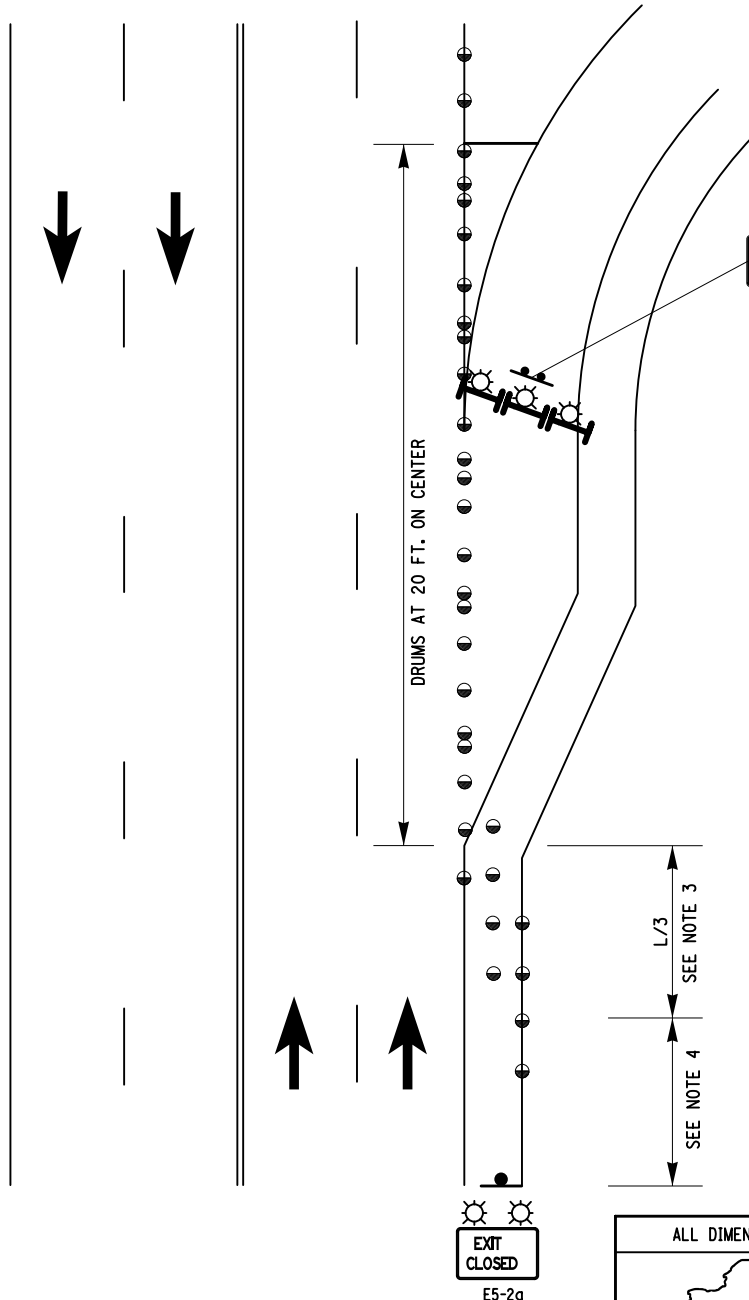 DRUMS AT 20 FT. ON CENTER
L/3
SEE NOTE 3
SEE NOTE 4
EXIT
CLOSED
E5-2a
ALL DIMEN